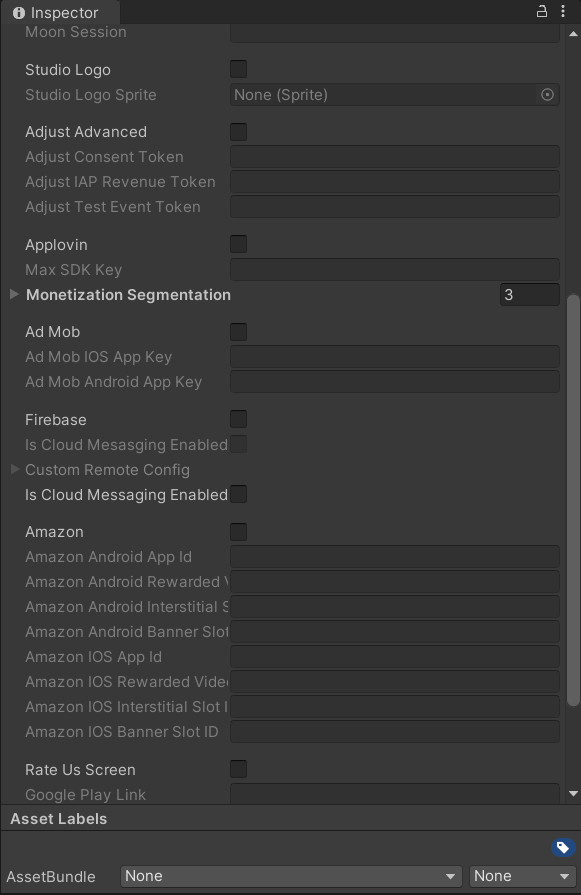 Inspector
Moon Session
Studio Logo
Studio Logo Sprite None (Sprite)
Adjust Advanced
Adjust Consent Token
Adjust IAP Revenue Token
Adjust Test Event Token
Applovin
Max SDK Key
Monetization Segmentation 3
Ad Mob
Ad Mob IOS App Key
Ad Mob Android App Key
Firebase
Is Cloud Mesasging Enabled
Custom Remote Config
Is Cloud Messaging Enabled
Amazon
Amazon Android App Id
Amazon Android Rewarded V
Amazon Android Interstitial S
Amazon Android Banner Slot
Amazon IOS App Id
Amazon IOS Rewarded Video
Amazon IOS Interstitial Slot I
Amazon IOS Banner Slot ID
Rate Us Screen
Google Play Link
Asset Labels
AssetBundle None None